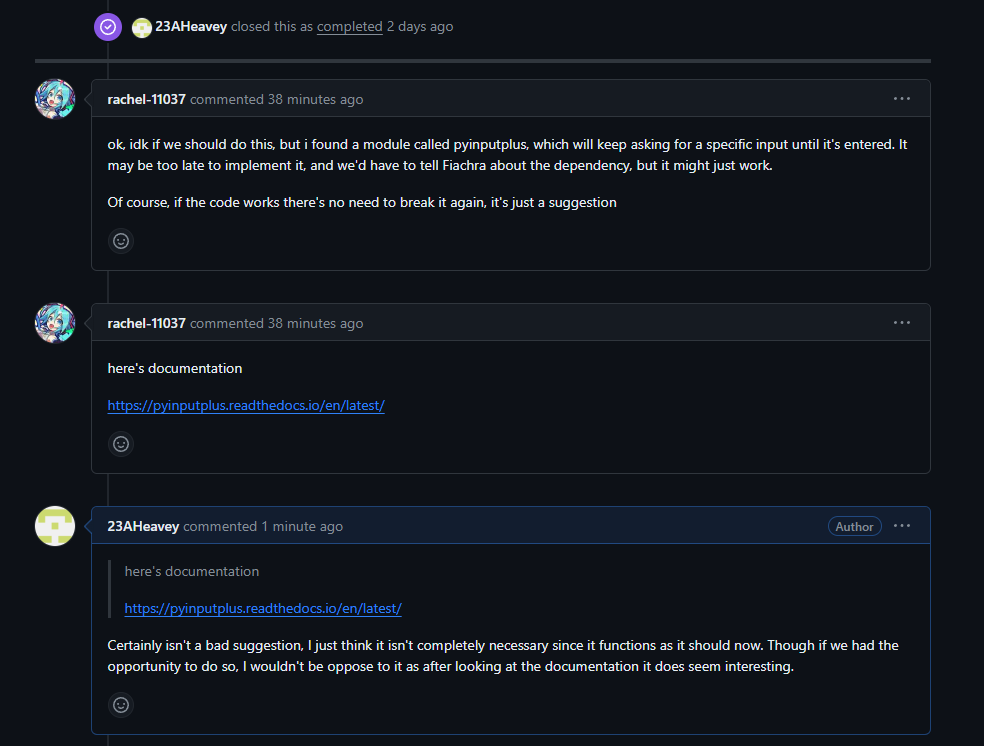 23AHeavey closed this as completed 2 days ago
rachel-11037 commented 38 minutes ago
ok, idk if we should do this, but i found a module called pyinputplus, which will keep asking for a specific input until it's entered. It
may be too late to implement it, and we'd have to tell Fiachra about the dependency, but it might just work.
Of course, if the code works there's no need to break it again, it's just a suggestion
rachel-11037 commented 38 minutes ago
here's documentation
https://pyinputplus.readthedocs.io/en/latest/
23AHeavey commented 1 minute ago Author
here's documentation
https://pyinputplus.readthedocs.io/en/latest/
Certainly isn't a bad suggestion, I just think it isn't completely necessary since it functions as it should now. Though if we had the
opportunity to do so, I wouldn't be oppose to it as after looking at the documentation it does seem interesting.